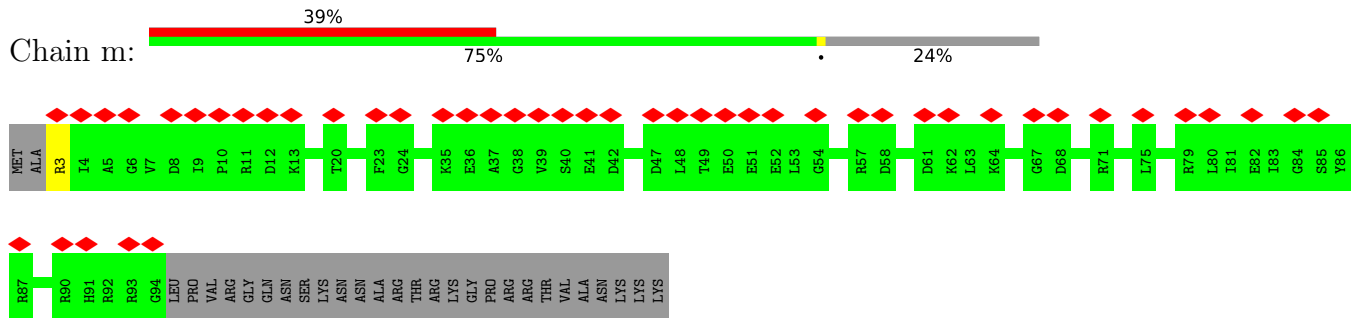 39%
Chain m:
75%
•
24%
MET ALA R3 I4 A5 G6 V7 D8 I9 P10 R11 D12 K13 T20 F23 G24 K35 E36 A37 G38 V39 S40 E41 D42 D47 L48 T49 E50 E51 E52 L53 G54 R57 D58 D61 K62 L63 K64 G67 D68 R71 L75 R79 L80 I81 E82 I83 G84 S85 Y86
R87 R90 H91 R92 R93 G94 LEU PRO VAL ARG GLY GLN ASN SER LYS ASN ASN ALA ARG THR ARG LYS GLY PRO ARG ARG THR VAL ALA ASN LYS LYS LYS